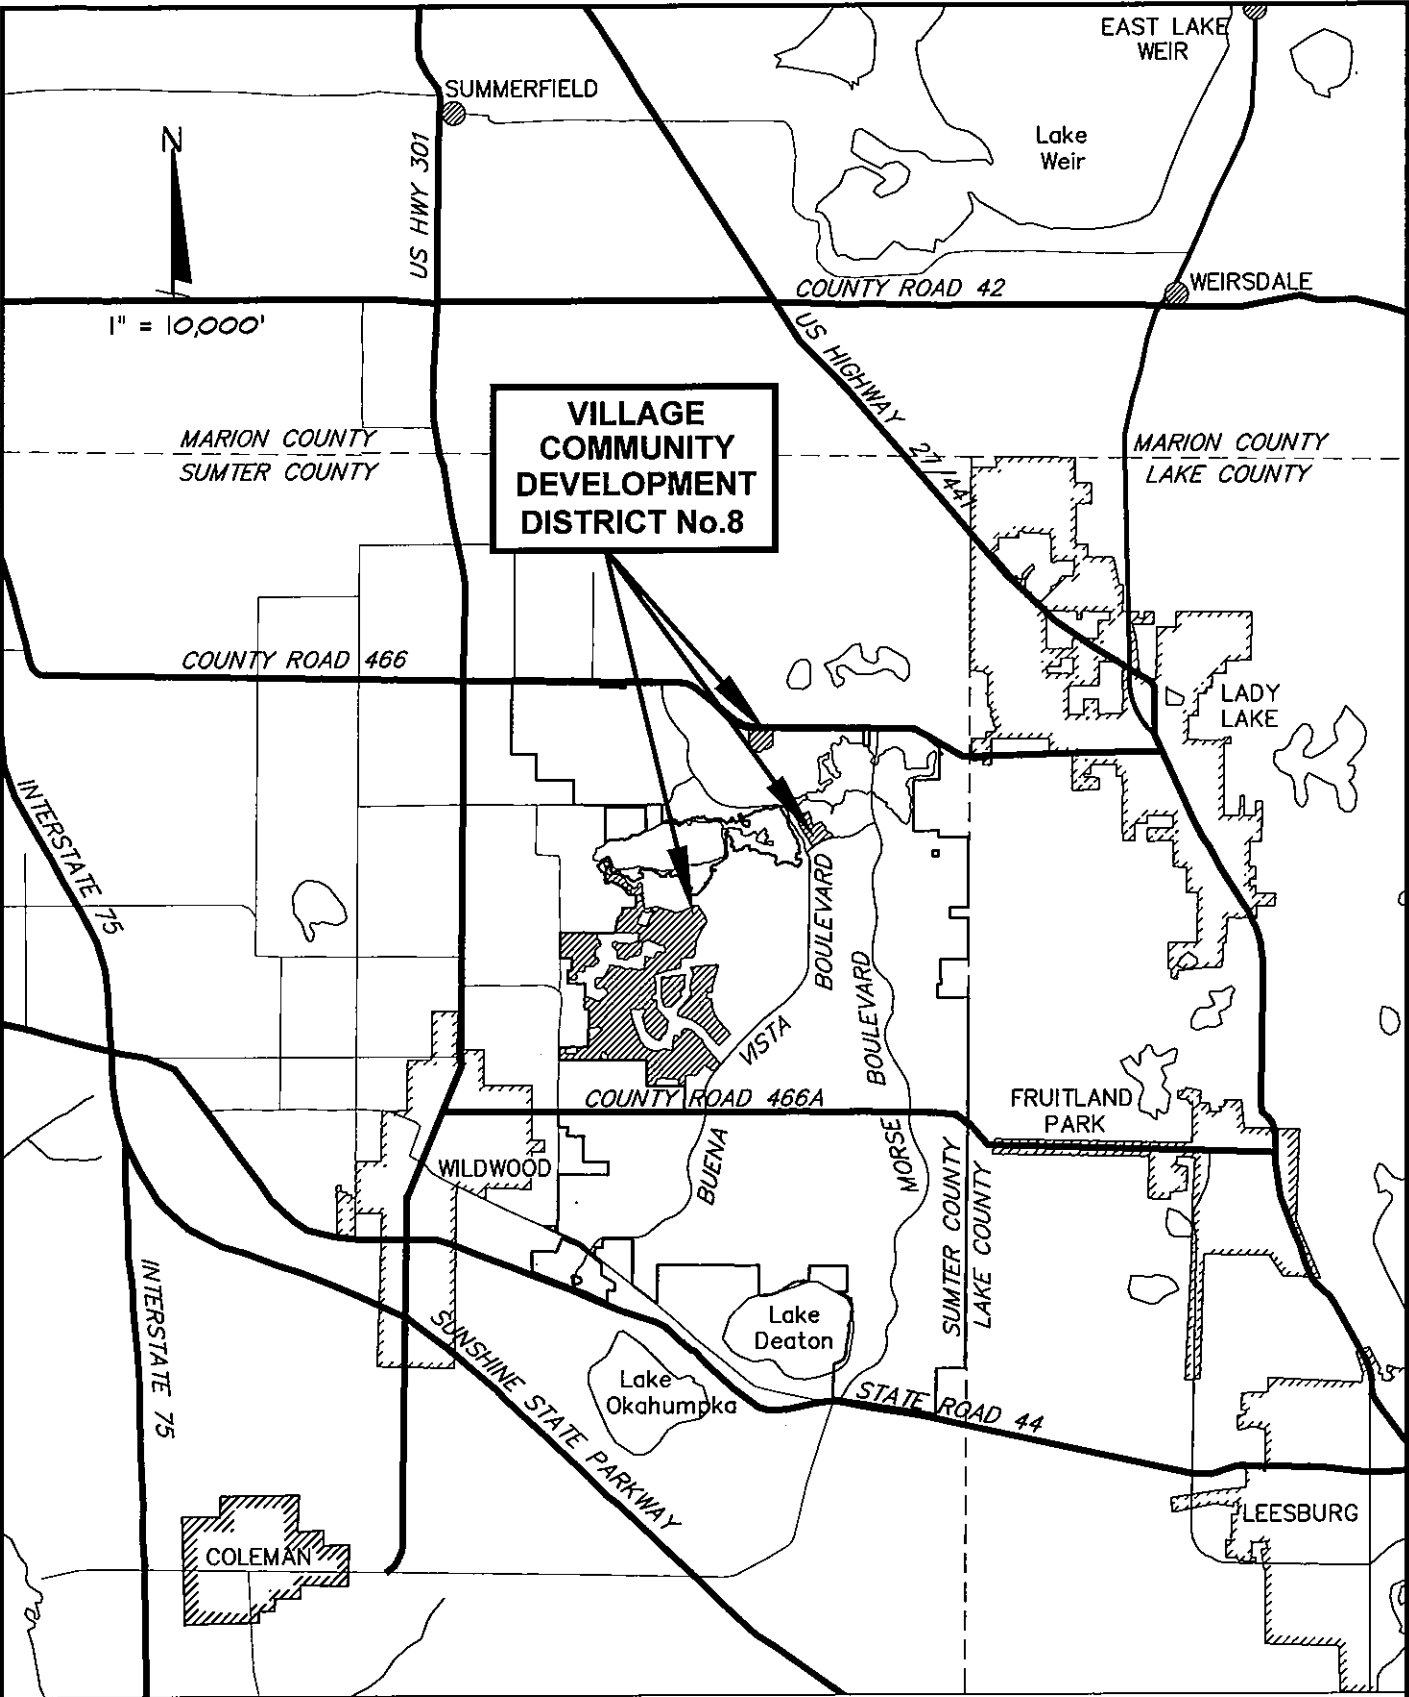 EAST LAKE
WEIR
SUMMERFIELD
Lake
Weir
N
US HWY 301
WEIRSDALE
COUNTY ROAD 42
1" = 10,000'
US HIGHWAY 27/441
VILLAGE
COMMUNITY
DEVELOPMENT
DISTRICT No.8
MARION COUNTY
SUMTER COUNTY
MARION COUNTY
LAKE COUNTY
COUNTY ROAD 466
LADY
LAKE
INTERSTATE 75
BOULEVARD
VISTA
BUENA
BOULEVARD
MORSE
COUNTY ROAD 466A
FRUITLAND
PARK
WILDWOOD
SUMTER COUNTY
LAKE COUNTY
INTERSTATE 75
SUNSHINE STATE PARKWAY
Lake
Deaton
Lake
Okahumpka
STATE ROAD 44
LEESBURG
COLEMAN